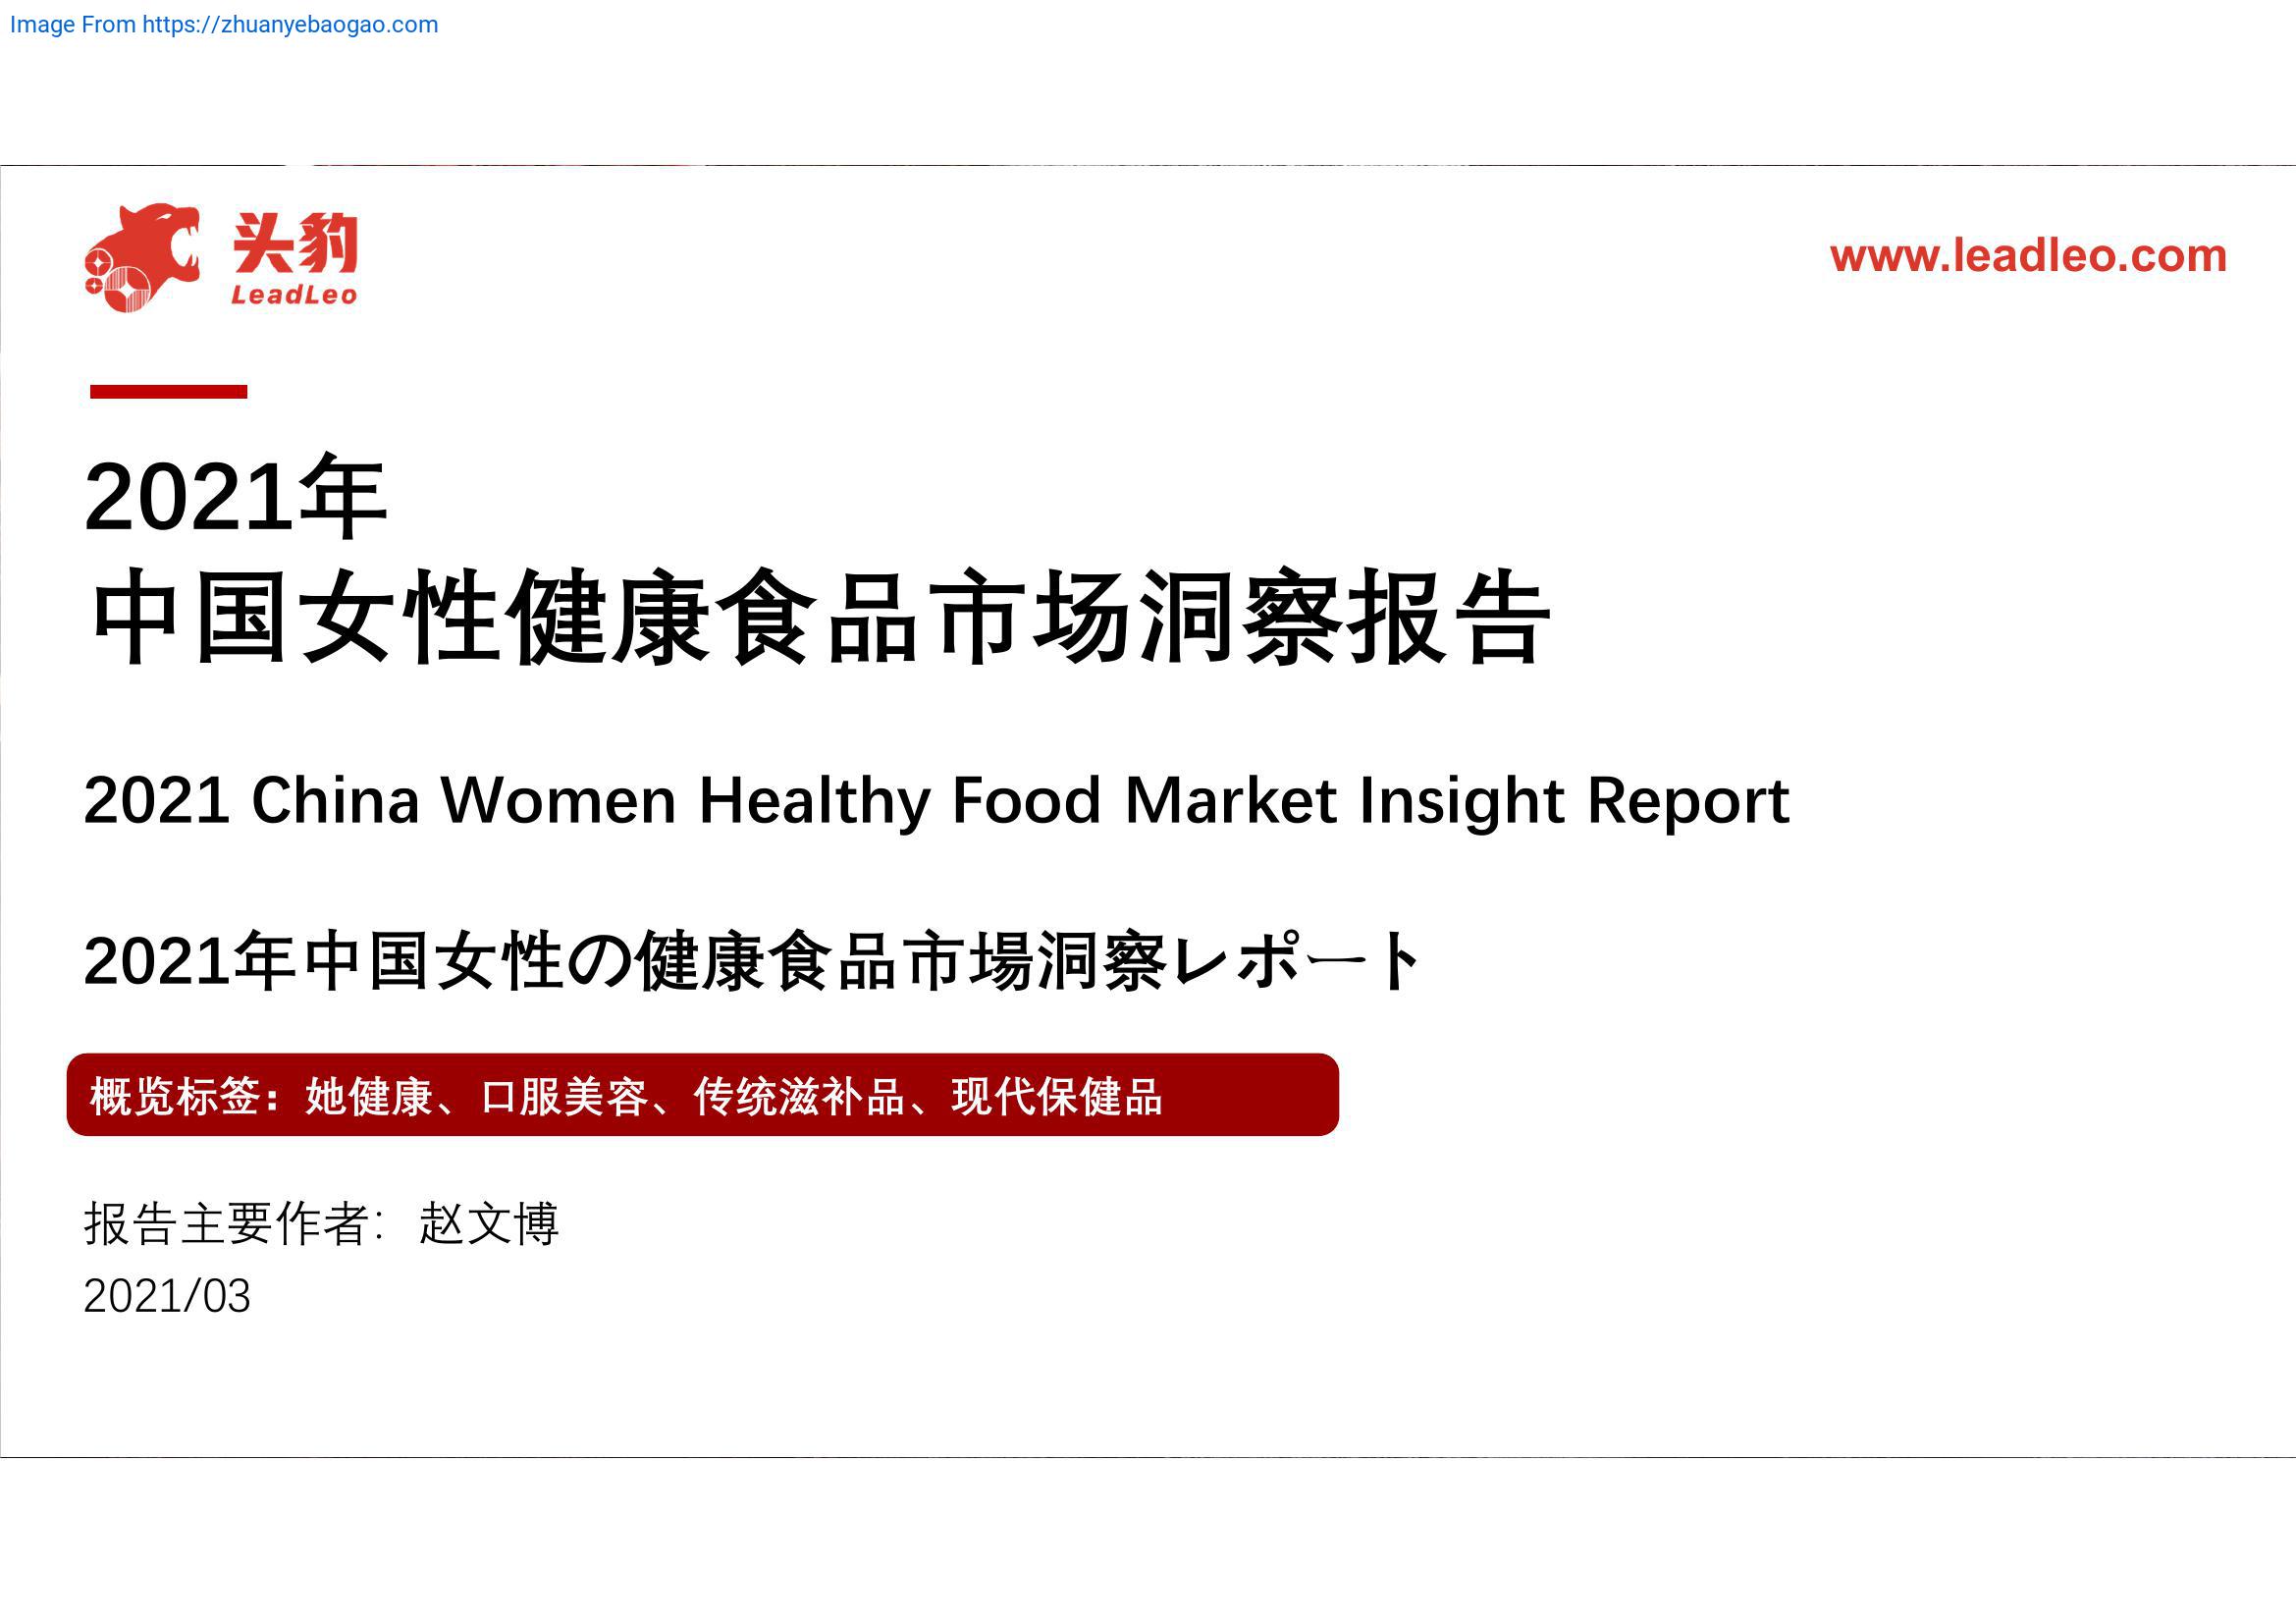 Image From https://zhuanyebaogao.com
头豹
LeadLeo
www.leadleo.com
2021年
中国女性健康食品市场洞察报告
2021 China Women Healthy Food Market Insight Report
2021年中国女性の健康食品市場洞察レポート
概览标签：她健康、口服美容、传统滋补品、现代保健品
报告主要作者： 赵文博
2021/03